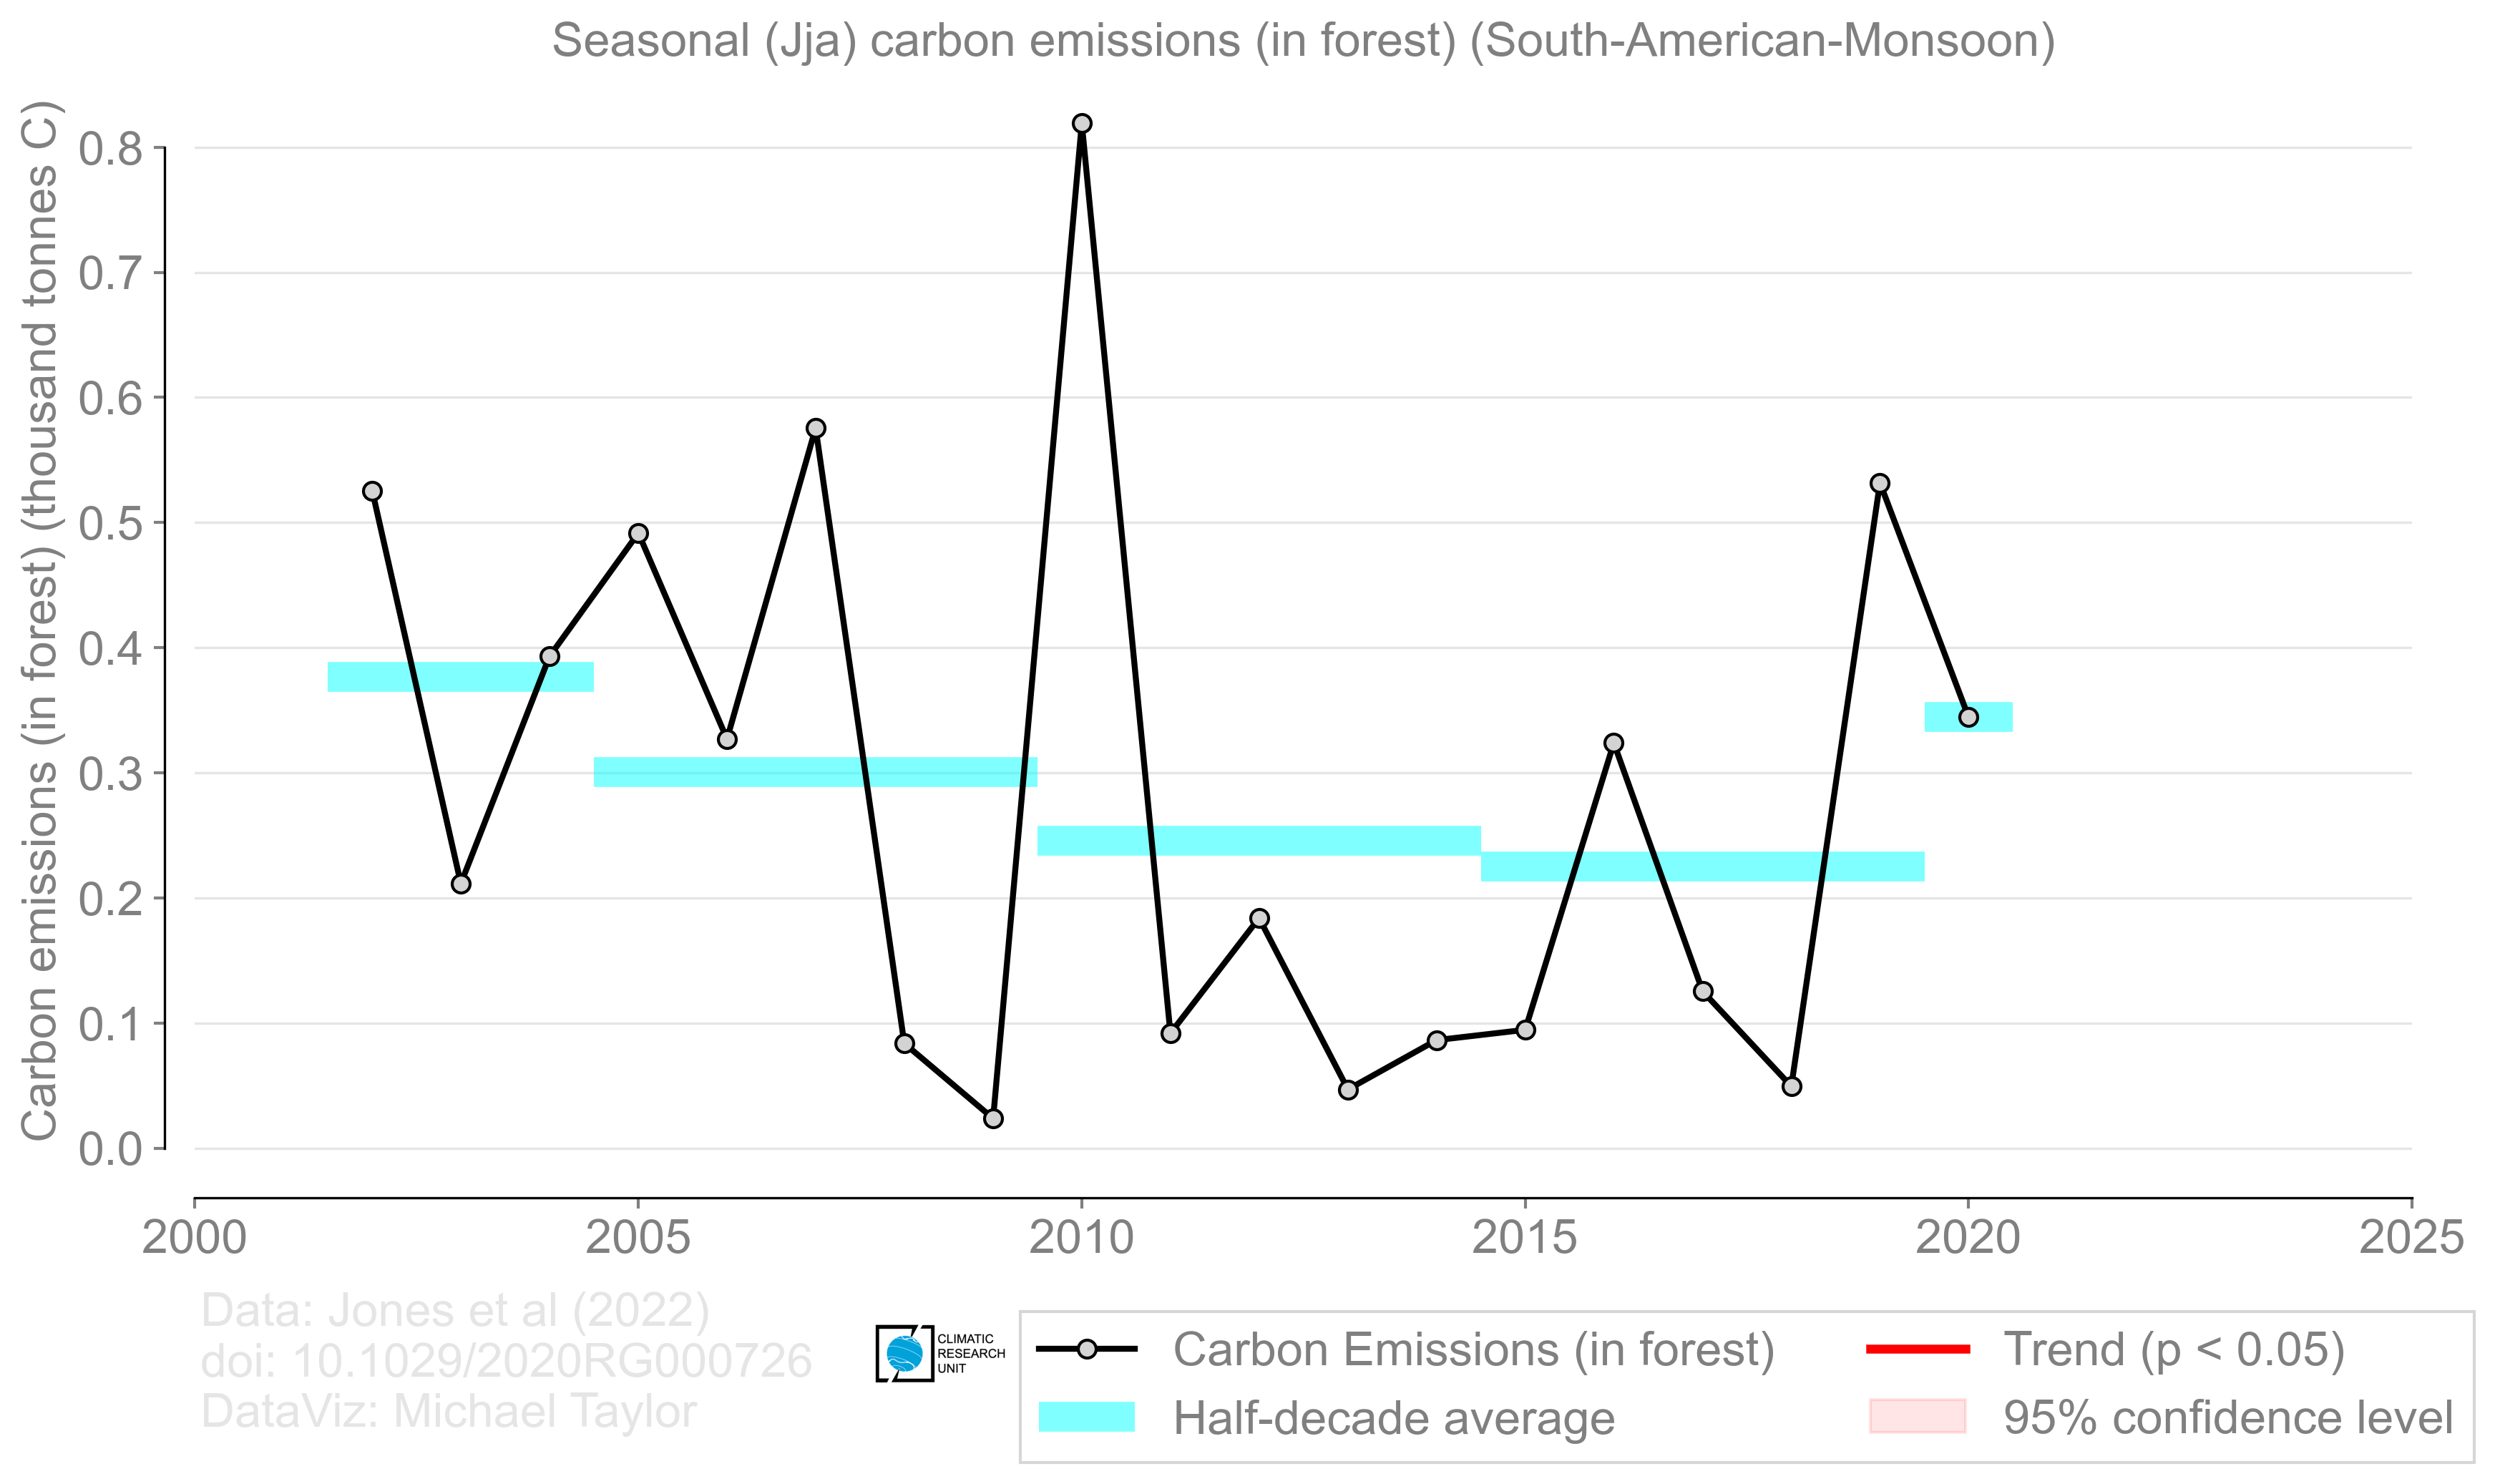 Seasonal (Jja) carbon emissions (in forest) (South-American-Monsoon)
Carbon emissions (in forest) (thousand tonnes C)
0.8
0.7
0.6
0.5
0.4
0.3
0.2
0.1
0.0
2000
2005
2010
2015
2020
2025
Data: Jones et al (2022)
doi: 10.1029/2020RG000726
DataViz: Michael Taylor
CLIMATIC
RESEARCH
UNIT
Carbon Emissions (in forest)
Half-decade average
Trend (p < 0.05)
95% confidence level